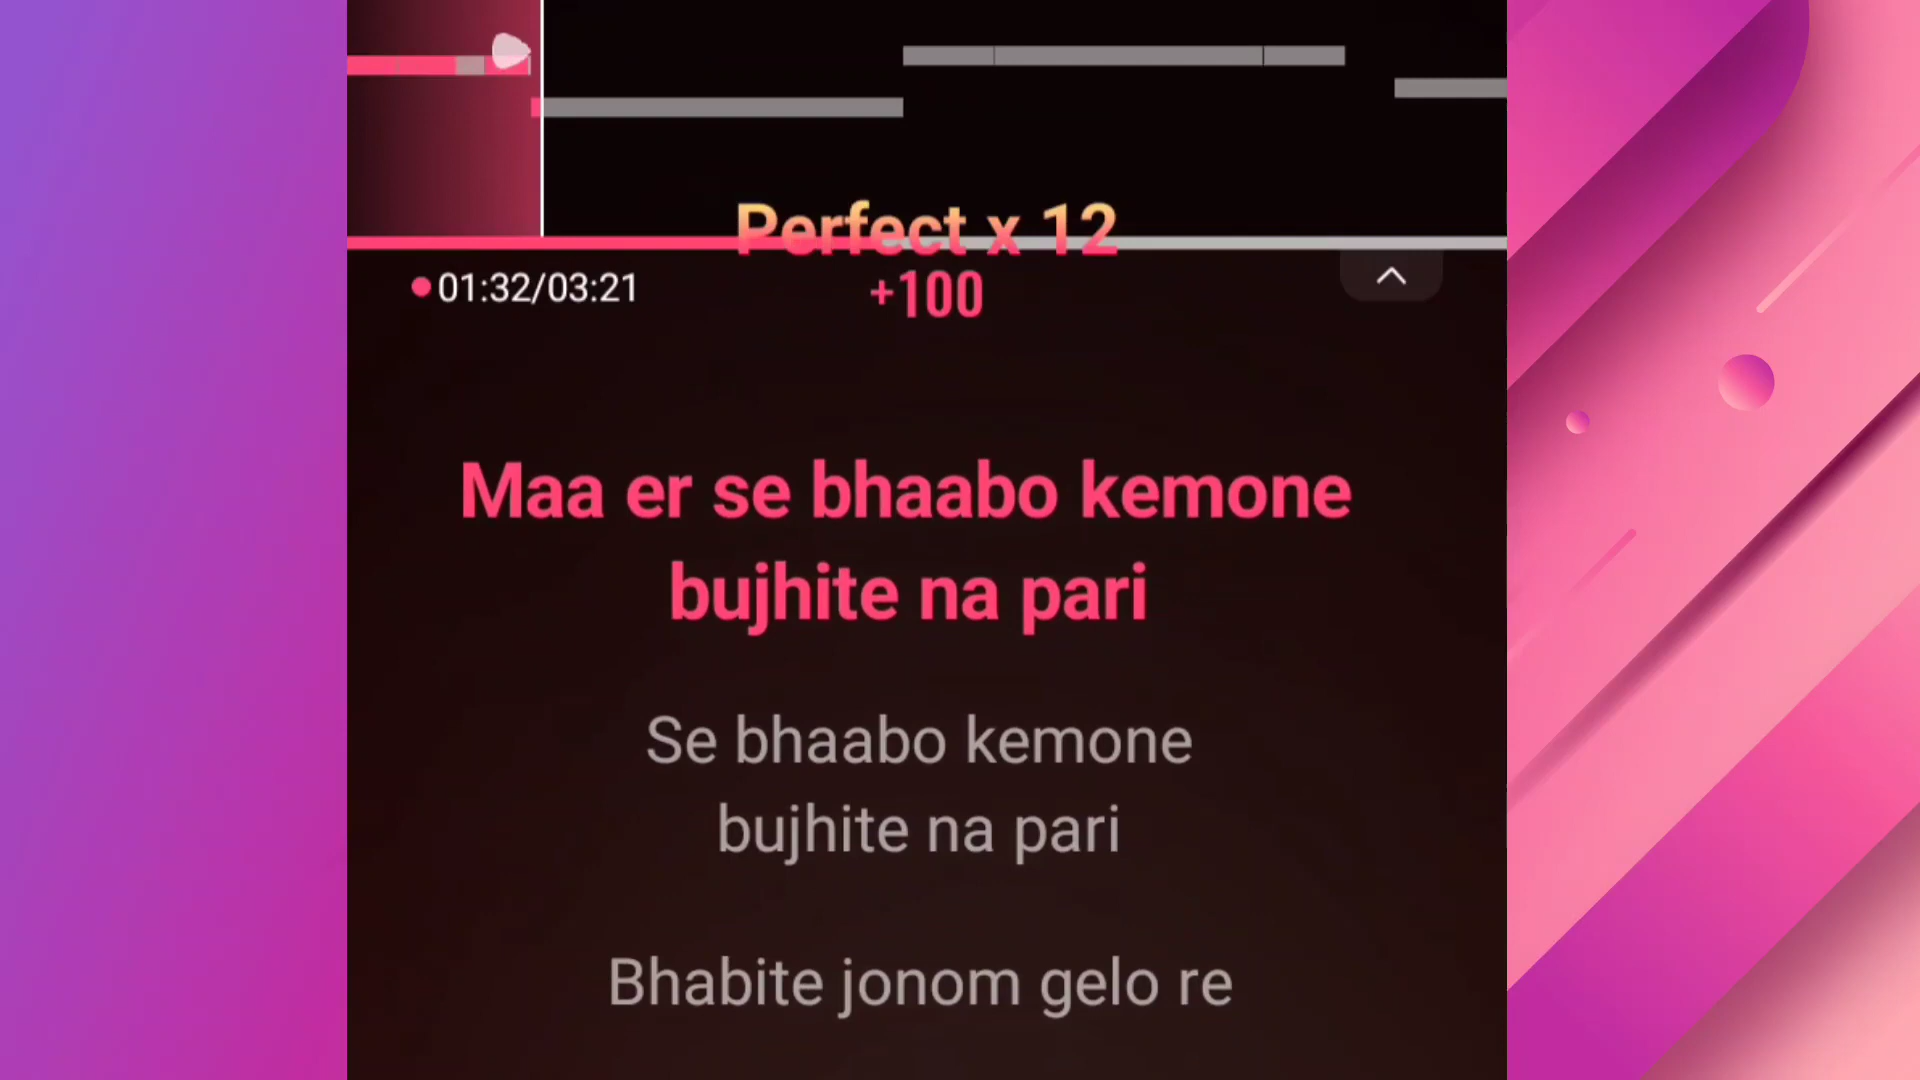 Perfect x 12
01:32/03:21
+100
Maa er se bhaabo kemone
bujhite na pari
Se bhaabo kemone
bujhite na pari
Bhabite jonom gelo re